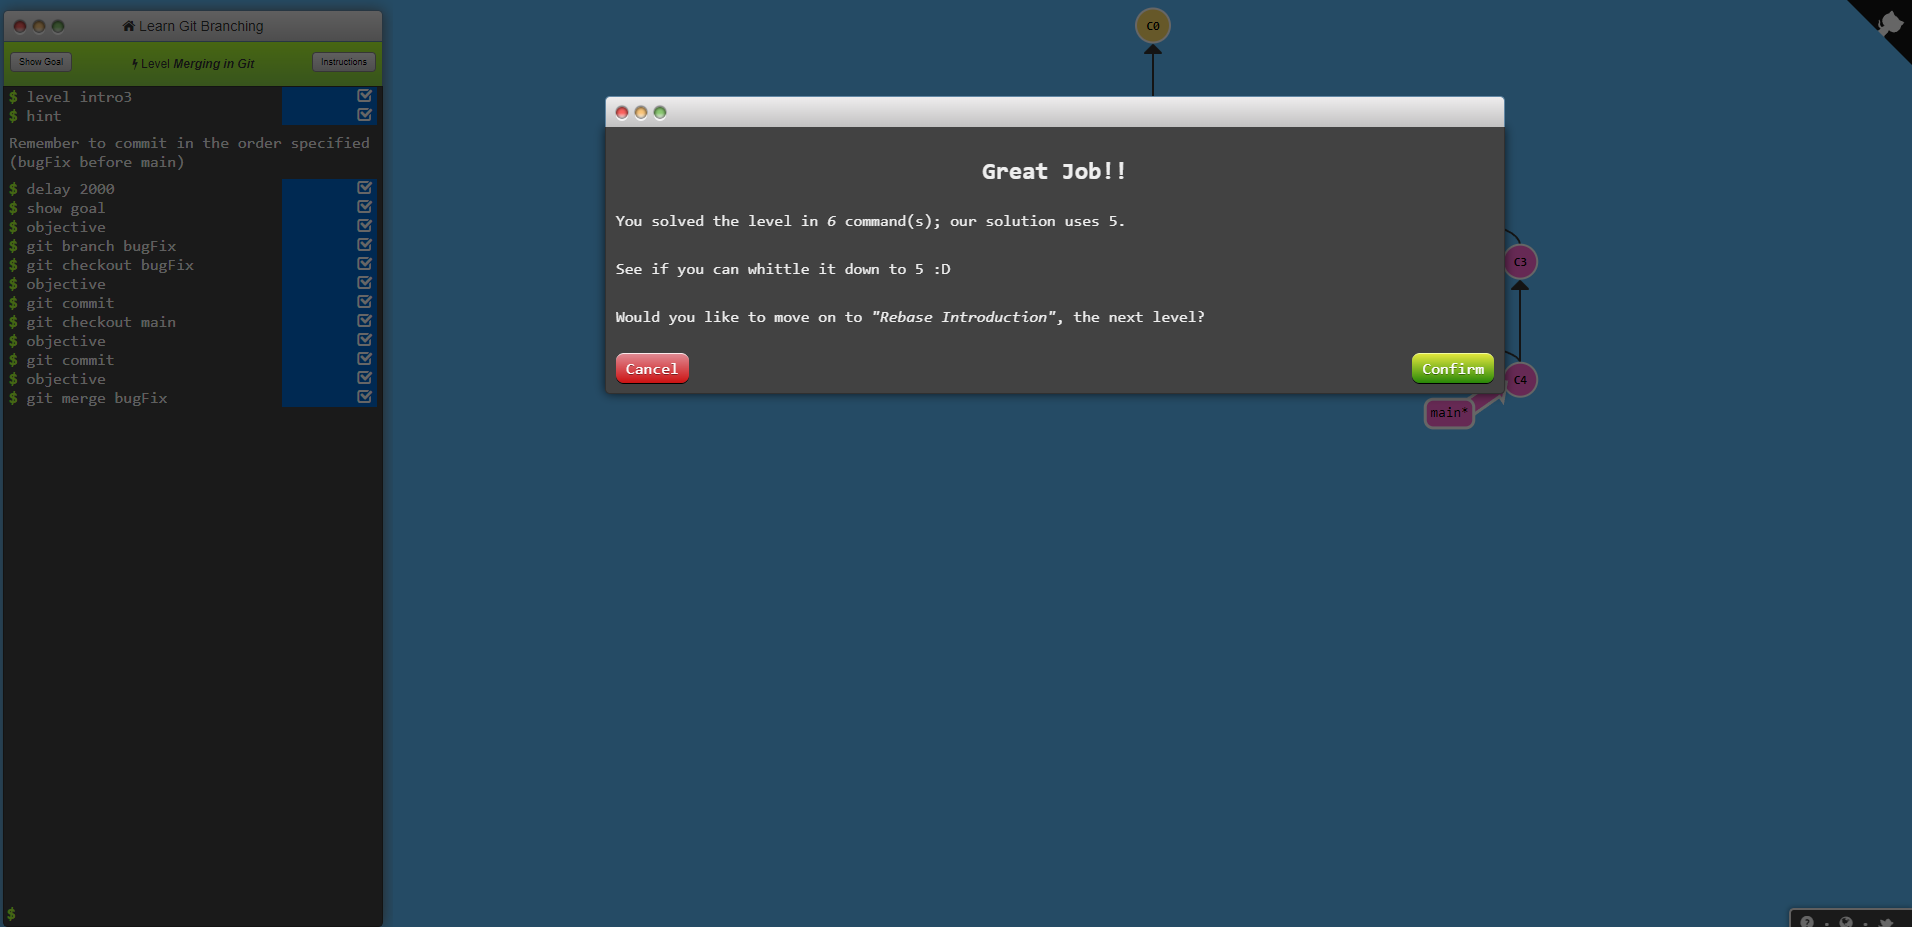 Learn Git Branching
Show Goal
Level Merging in Git
Instructions
$ level intro3
$ hint
Remember to commit in the order specified
(bugFix before main)
$ delay 2000
$ show goal
$ objective
$ git branch bugFix
$ git checkout bugFix
$ objective
$ git commit
$ git checkout main
$ objective
$ git commit
$ objective
$ git merge bugFix
$
C0
Great Job!!
You solved the level in 6 command(s); our solution uses 5.
See if you can whittle it down to 5 :D
Would you like to move on to "Rebase Introduction", the next level?
Cancel
Confirm
C3
C4
main*